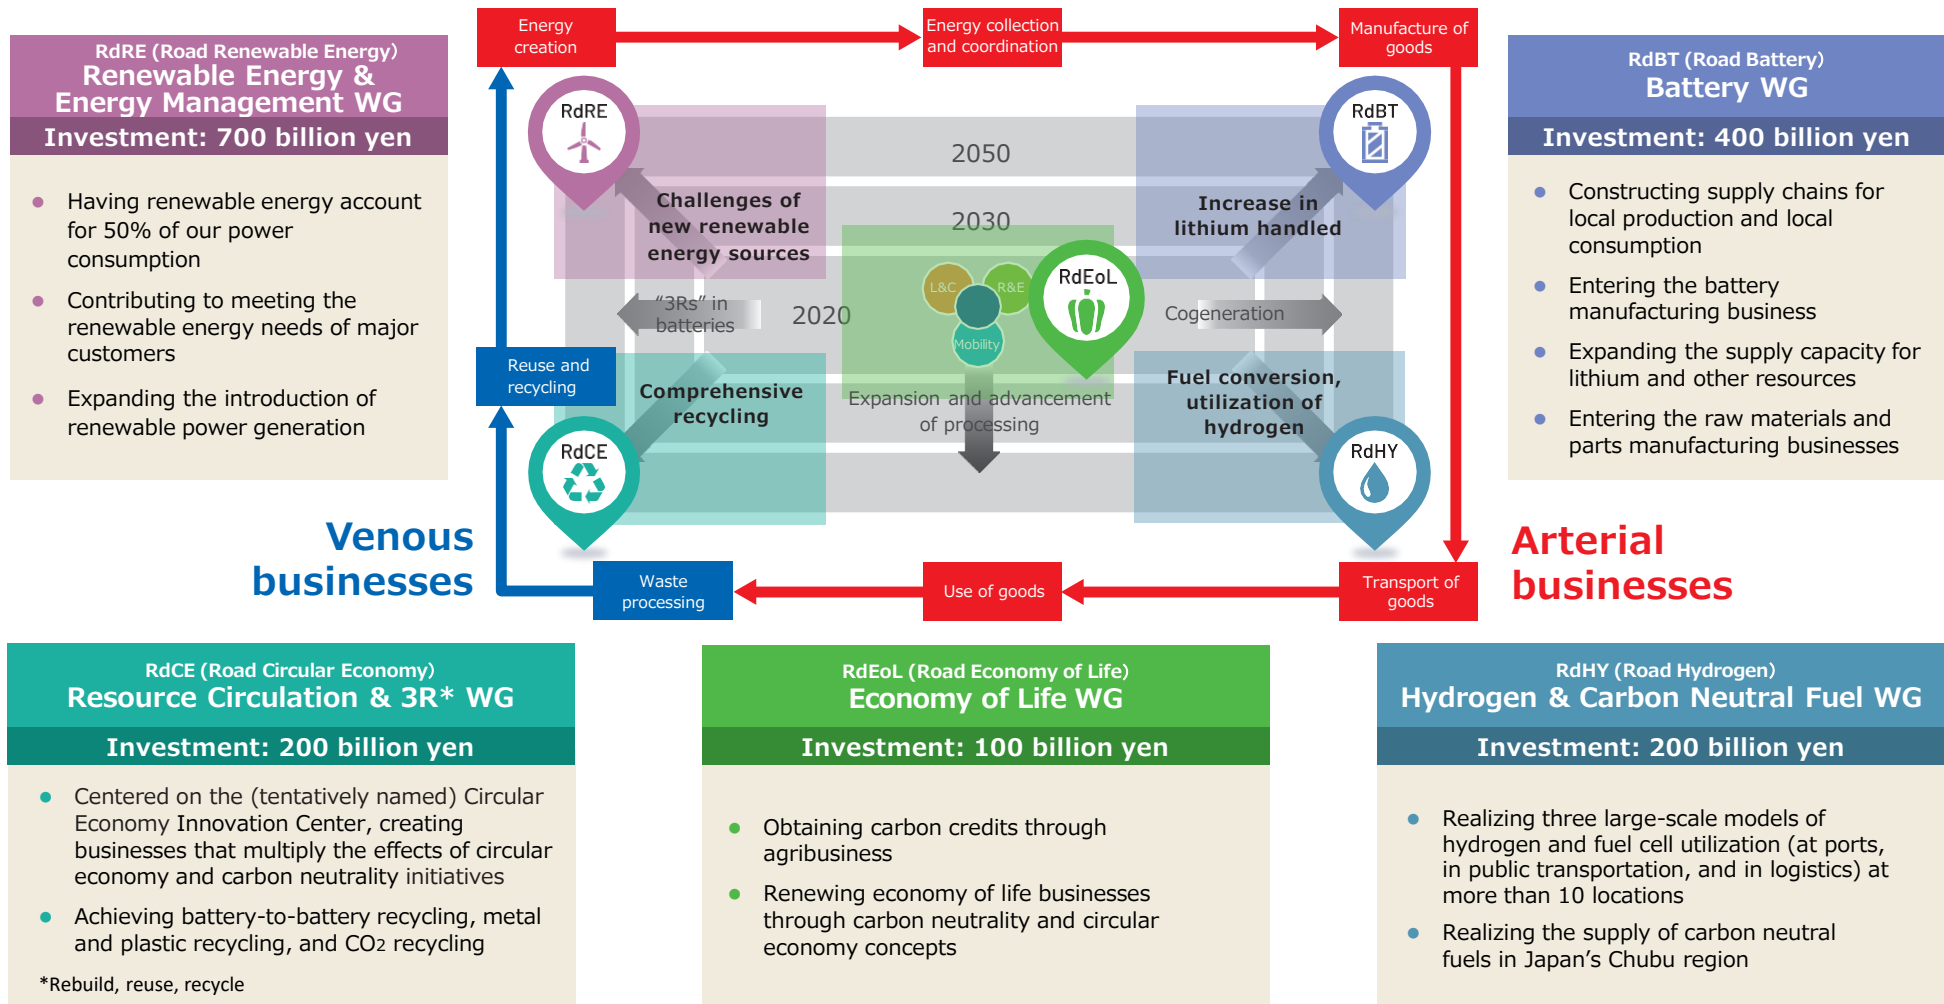 Energy
creation
Energy collection
and coordination
Manufacture of
goods
RdRE (Road Renewable Energy)
Renewable Energy &
Energy Management WG
Investment: 700 billion yen
● Having renewable energy account
for 50% of our power
consumption
● Contributing to meeting the
renewable energy needs of major
customers
● Expanding the introduction of
renewable power generation
RdBT (Road Battery)
Battery WG
Investment: 400 billion yen
● Constructing supply chains for
local production and local
consumption
● Entering the battery
manufacturing business
● Expanding the supply capacity for
lithium and other resources
● Entering the raw materials and
parts manufacturing businesses
RdRE
RdBT
2050
2030
2020
Challenges of
new renewable
energy sources
Increase in
lithium handled
L&C
R&E
Mobility
RdEoL
“3Rs” in
batteries
Cogeneration
Reuse and
recycling
Comprehensive
recycling
Expansion and advancement
of processing
Fuel conversion,
utilization of
hydrogen
RdCE
RdHY
Venous
businesses
Arterial
businesses
Waste
processing
Use of goods
Transport of
goods
RdCE (Road Circular Economy)
Resource Circulation & 3R* WG
Investment: 200 billion yen
● Centered on the (tentatively named) Circular
Economy Innovation Center, creating
businesses that multiply the effects of circular
economy and carbon neutrality initiatives
● Achieving battery-to-battery recycling, metal
and plastic recycling, and CO2 recycling
*Rebuild, reuse, recycle
RdEoL (Road Economy of Life)
Economy of Life WG
Investment: 100 billion yen
● Obtaining carbon credits through
agribusiness
● Renewing economy of life businesses
through carbon neutrality and circular
economy concepts
RdHY (Road Hydrogen)
Hydrogen & Carbon Neutral Fuel WG
Investment: 200 billion yen
● Realizing three large-scale models of
hydrogen and fuel cell utilization (at ports,
in public transportation, and in logistics) at
more than 10 locations
● Realizing the supply of carbon neutral
fuels in Japan’s Chubu region